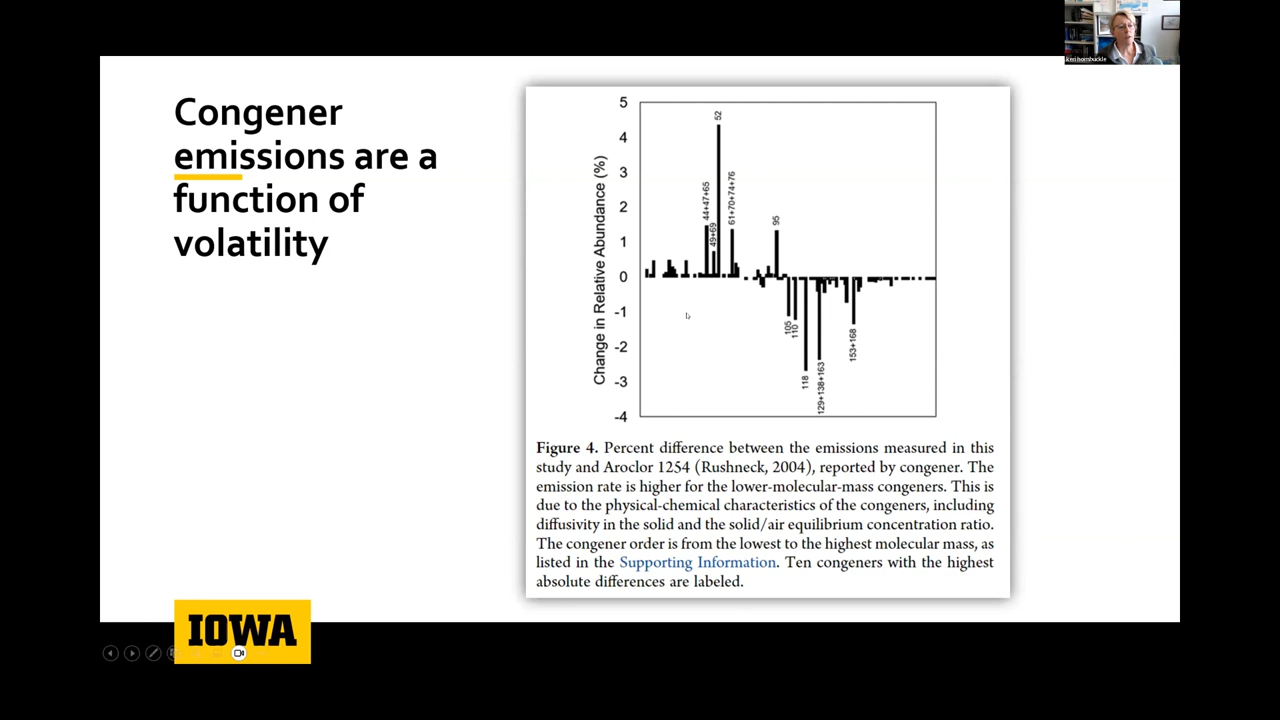 Congener
emissions are a
function of
volatility
Change in Relative Abundance (%)
5
4
3
2
1
0
-1
-2
-3
-4
44+47+65
49+69
52
61+70+74+76
95
105
110
118
129+138+163
153+168
Figure 4. Percent difference between the emissions measured in this
study and Aroclor 1254 (Rushneck, 2004), reported by congener. The
emission rate is higher for the lower-molecular-mass congeners. This is
due to the physical-chemical characteristics of the congeners, including
diffusivity in the solid and the solid/air equilibrium concentration ratio.
The congener order is from the lowest to the highest molecular mass, as
listed in the Supporting Information. Ten congeners with the highest
absolute differences are labeled.
IOWA
keri hornbuckle